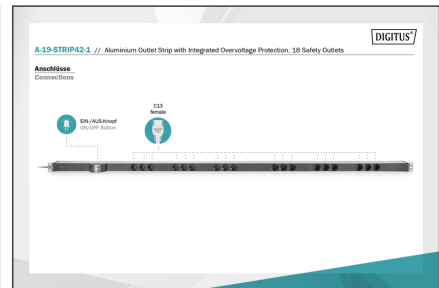 DIGITUS®
A-19-STRIP42-1 // Aluminium Outlet Strip with Integrated Overvoltage Protection, 18 Safety Outlets
Anschlüsse
Connections
EIN-/AUS-Knopf
ON/OFF Button
C13
female